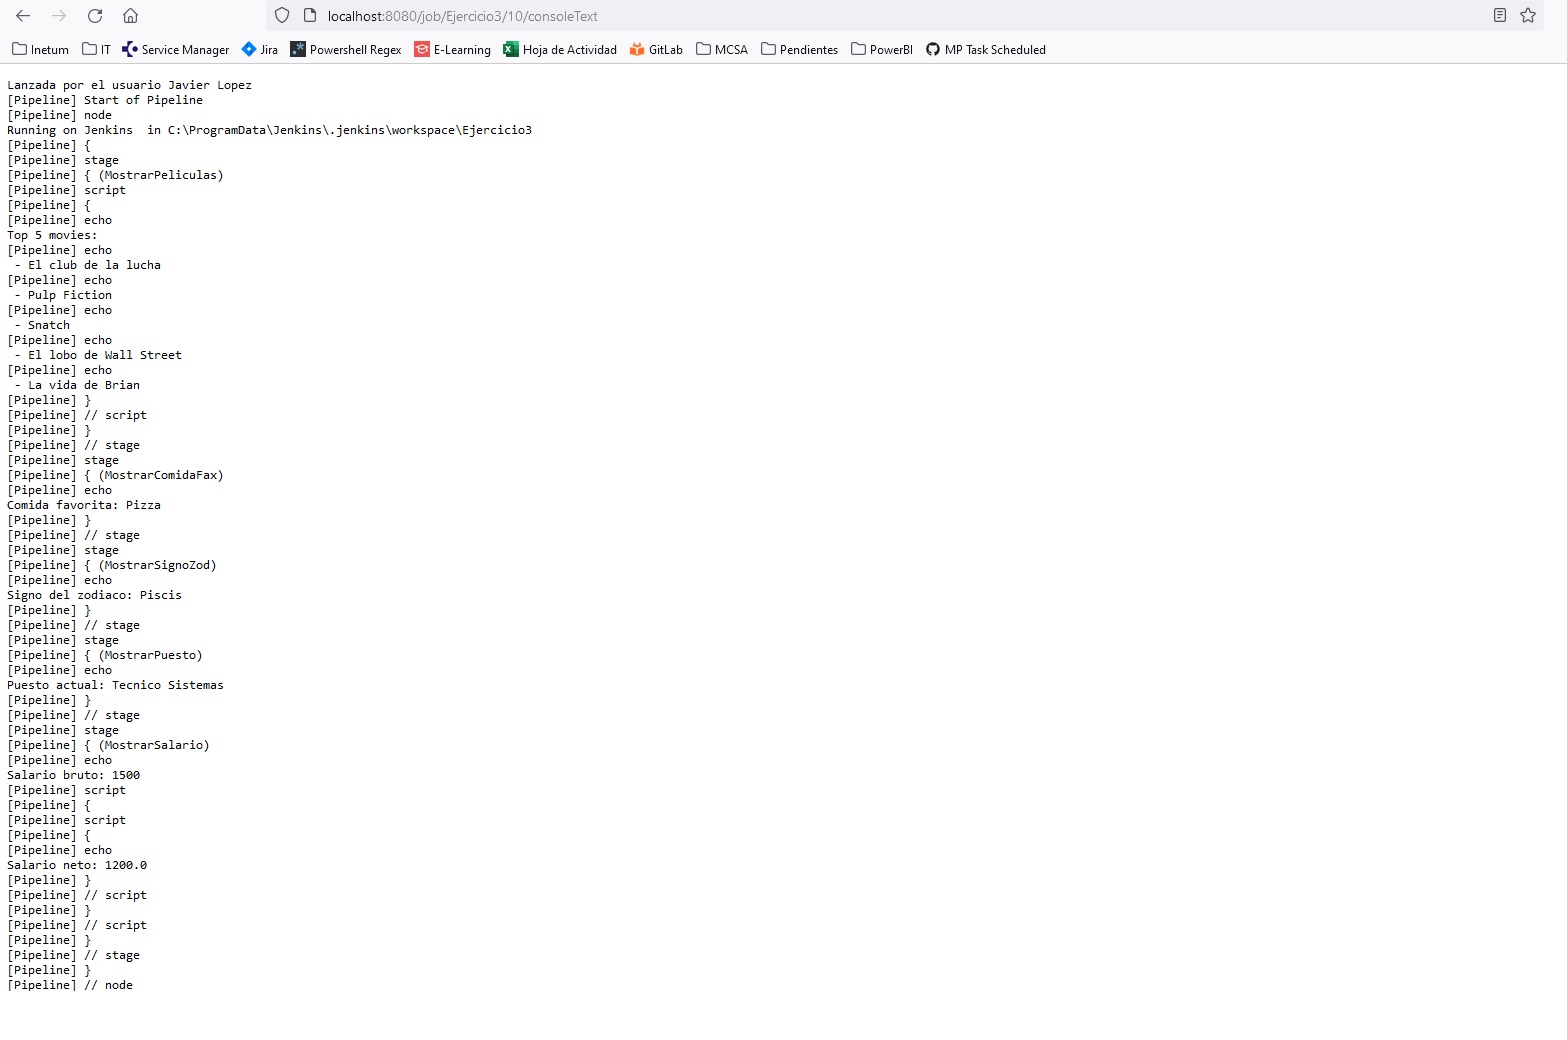 localhost:8080/job/Ejercicio3/10/consoleText
Inetum IT Service Manager Jira Powershell Regex E-Learning Hoja de Actividad GitLab MCSA Pendientes PowerBI MP Task Scheduled
Lanzada por el usuario Javier Lopez
[Pipeline] Start of Pipeline
[Pipeline] node
Running on Jenkins  in C:\ProgramData\Jenkins\.jenkins\workspace\Ejercicio3
[Pipeline] {
[Pipeline] stage
[Pipeline] { (MostrarPeliculas)
[Pipeline] script
[Pipeline] {
[Pipeline] echo
Top 5 movies:
[Pipeline] echo
 - El club de la lucha
[Pipeline] echo
 - Pulp Fiction
[Pipeline] echo
 - Snatch
[Pipeline] echo
 - El lobo de Wall Street
[Pipeline] echo
 - La vida de Brian
[Pipeline] }
[Pipeline] // script
[Pipeline] }
[Pipeline] // stage
[Pipeline] stage
[Pipeline] { (MostrarComidaFax)
[Pipeline] echo
Comida favorita: Pizza
[Pipeline] }
[Pipeline] // stage
[Pipeline] stage
[Pipeline] { (MostrarSignoZod)
[Pipeline] echo
Signo del zodiaco: Piscis
[Pipeline] }
[Pipeline] // stage
[Pipeline] stage
[Pipeline] { (MostrarPuesto)
[Pipeline] echo
Puesto actual: Tecnico Sistemas
[Pipeline] }
[Pipeline] // stage
[Pipeline] stage
[Pipeline] { (MostrarSalario)
[Pipeline] echo
Salario bruto: 1500
[Pipeline] script
[Pipeline] {
[Pipeline] script
[Pipeline] {
[Pipeline] echo
Salario neto: 1200.0
[Pipeline] }
[Pipeline] // script
[Pipeline] }
[Pipeline] // script
[Pipeline] }
[Pipeline] // stage
[Pipeline] }
[Pipeline] // node